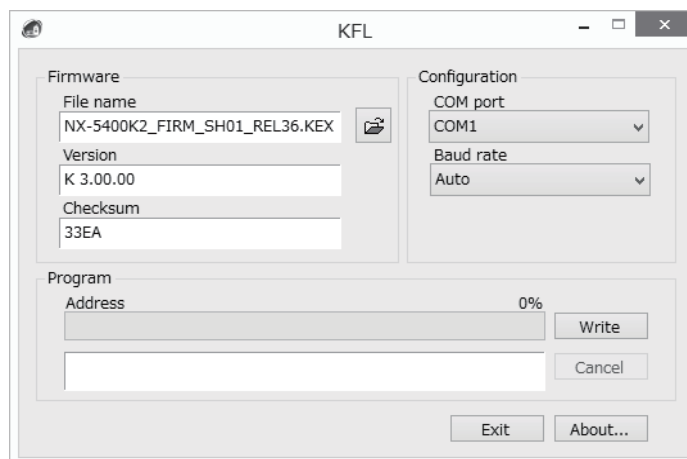 KFL
Firmware
File name
NX-5400K2_FIRM_SH01_REL36.KEX
Version
K 3.00.00
Checksum
33EA
Configuration
COM port
COM1
Baud rate
Auto
Program
Address 0%
Write
Cancel
Exit About...